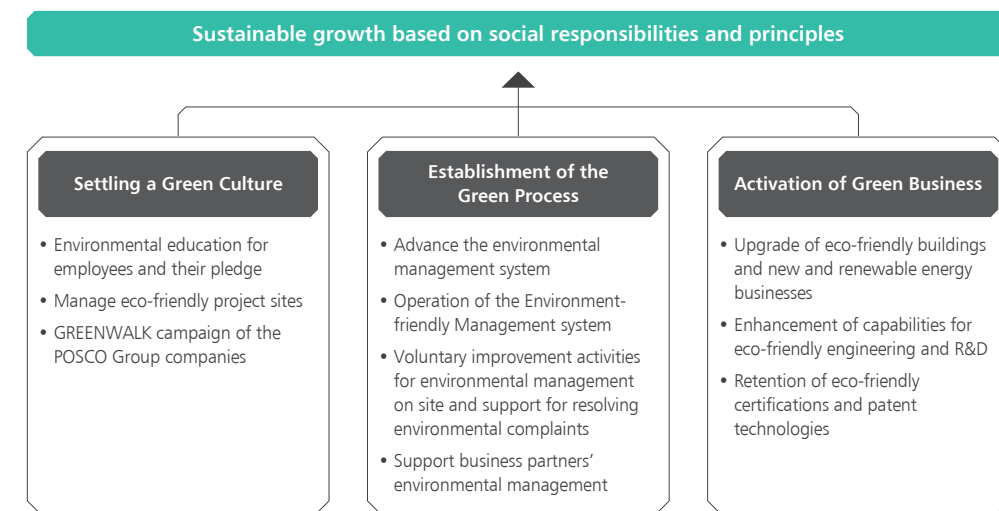 Sustainable growth based on social responsibilities and principles
Settling a Green Culture
• Environmental education for
employees and their pledge
• Manage eco-friendly project sites
• GREENWALK campaign of the
POSCO Group companies
Establishment of the
Green Process
• Advance the environmental
management system
• Operation of the Environment-
friendly Management system
• Voluntary improvement activities
for environmental management
on site and support for resolving
environmental complaints
• Support business partners’
environmental management
Activation of Green Business
• Upgrade of eco-friendly buildings
and new and renewable energy
businesses
• Enhancement of capabilities for
eco-friendly engineering and R&D
• Retention of eco-friendly
certifications and patent
technologies